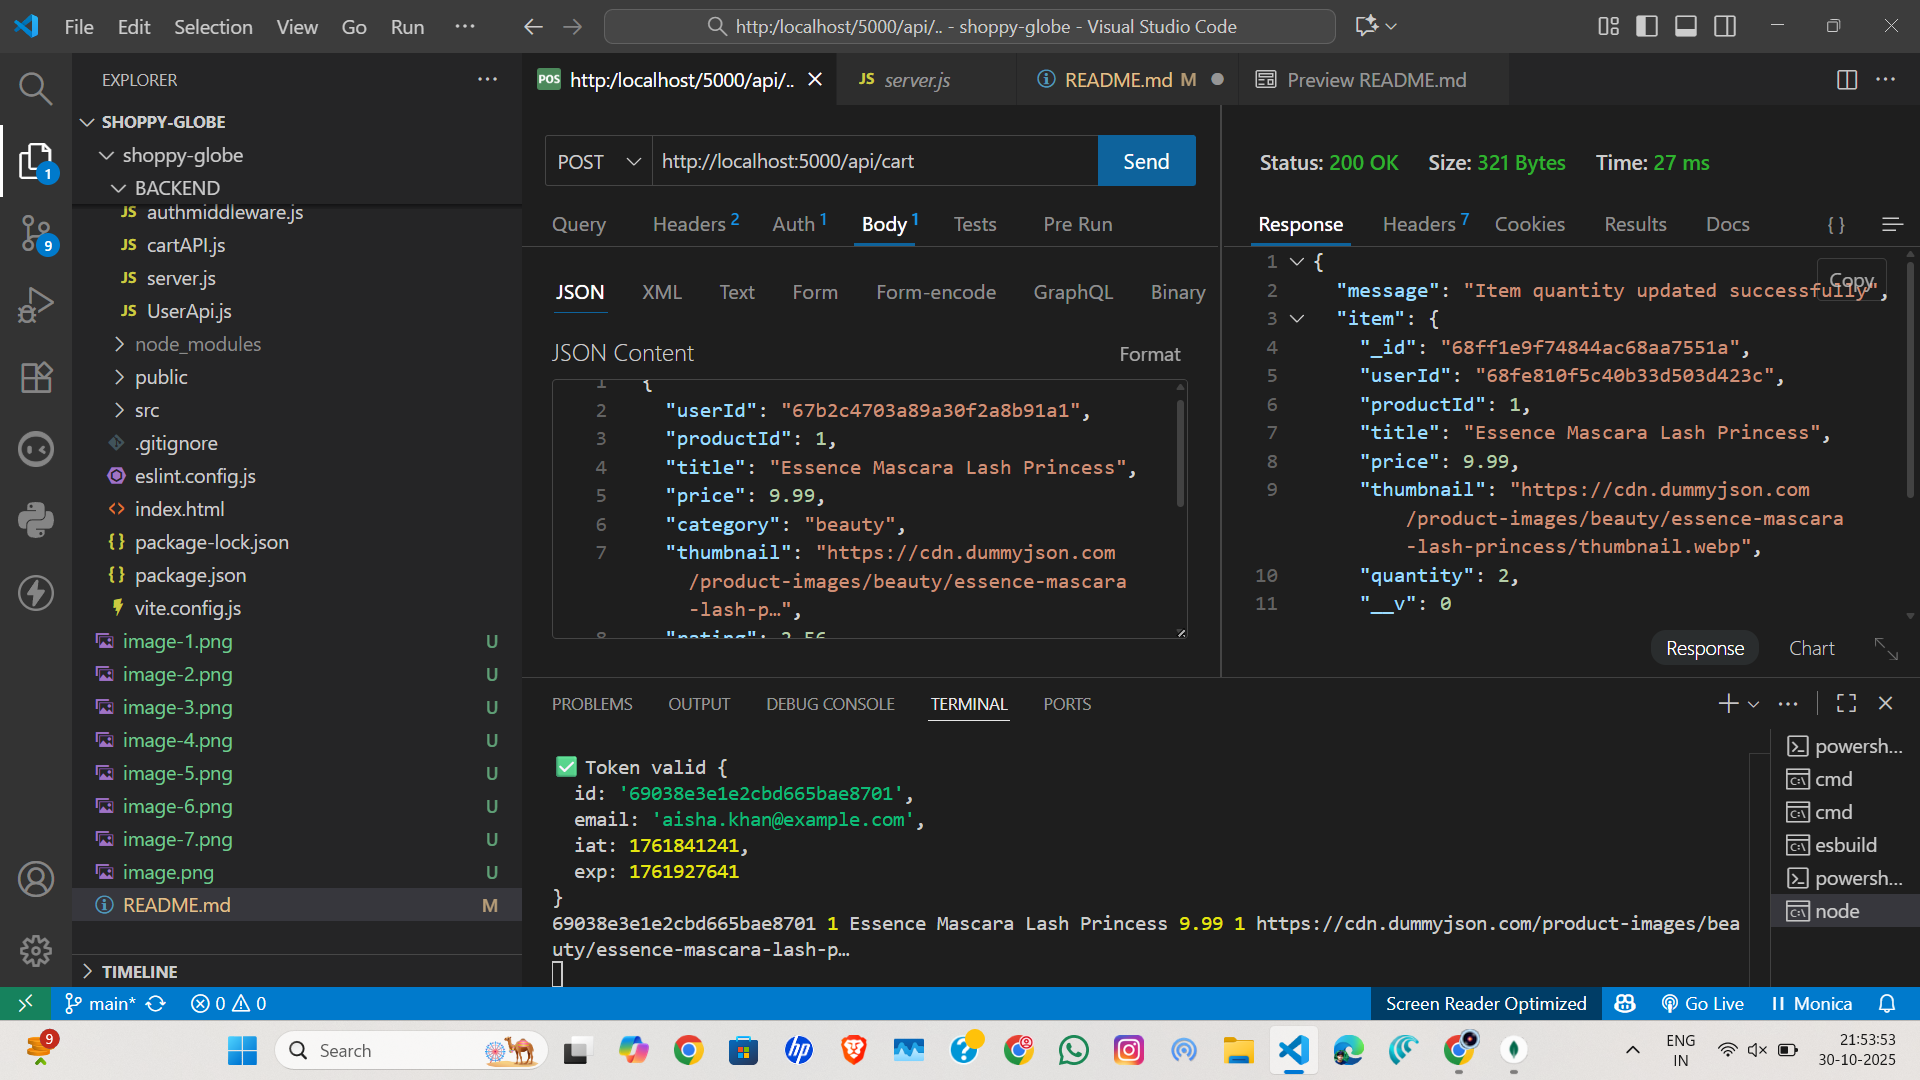 File Edit Selection View Go Run ···
http:/localhost/5000/api/.. - shoppy-globe - Visual Studio Code
EXPLORER
SHOPPY-GLOBE
shoppy-globe
BACKEND
JS authmiddleware.js
JS cartAPI.js
JS server.js
JS UserApi.js
node_modules
public
src
.gitignore
eslint.config.js
index.html
{} package-lock.json
{} package.json
vite.config.js
image-1.png U
image-2.png U
image-3.png U
image-4.png U
image-5.png U
image-6.png U
image-7.png U
image.png U
README.md M
TIMELINE
1
9
POS http:/localhost/5000/api/..
JS server.js
README.md M
Preview README.md
POST http://localhost:5000/api/cart Send
Query Headers 2 Auth 1 Body 1 Tests Pre Run
JSON XML Text Form Form-encode GraphQL Binary
JSON Content Format
1 {
2 "userId": "67b2c4703a89a30f2a8b91a1",
3 "productId": 1,
4 "title": "Essence Mascara Lash Princess",
5 "price": 9.99,
6 "category": "beauty",
7 "thumbnail": "https://cdn.dummyjson.com
/product-images/beauty/essence-mascara
-lash-p…",
8 "rating": 2.56
Status: 200 OK Size: 321 Bytes Time: 27 ms
Response Headers 7 Cookies Results Docs {}
Copy
1 {
2 "message": "Item quantity updated successfully",
3 "item": {
4 "_id": "68ff1e9f74844ac68aa7551a",
5 "userId": "68fe810f5c40b33d503d423c",
6 "productId": 1,
7 "title": "Essence Mascara Lash Princess",
8 "price": 9.99,
9 "thumbnail": "https://cdn.dummyjson.com
/product-images/beauty/essence-mascara
-lash-princess/thumbnail.webp",
10 "quantity": 2,
11 "__v": 0
Response Chart
PROBLEMS OUTPUT DEBUG CONSOLE TERMINAL PORTS
✅ Token valid {
id: '69038e3e1e2cbd665bae8701',
email: 'aisha.khan@example.com',
iat: 1761841241,
exp: 1761927641
}
69038e3e1e2cbd665bae8701 1 Essence Mascara Lash Princess 9.99 1 https://cdn.dummyjson.com/product-images/bea
uty/essence-mascara-lash-p…
powersh...
cmd
cmd
esbuild
powersh...
node
main* 0 0
Screen Reader Optimized Go Live Monica
9
Search
ENG
IN
21:53:53
30-10-2025